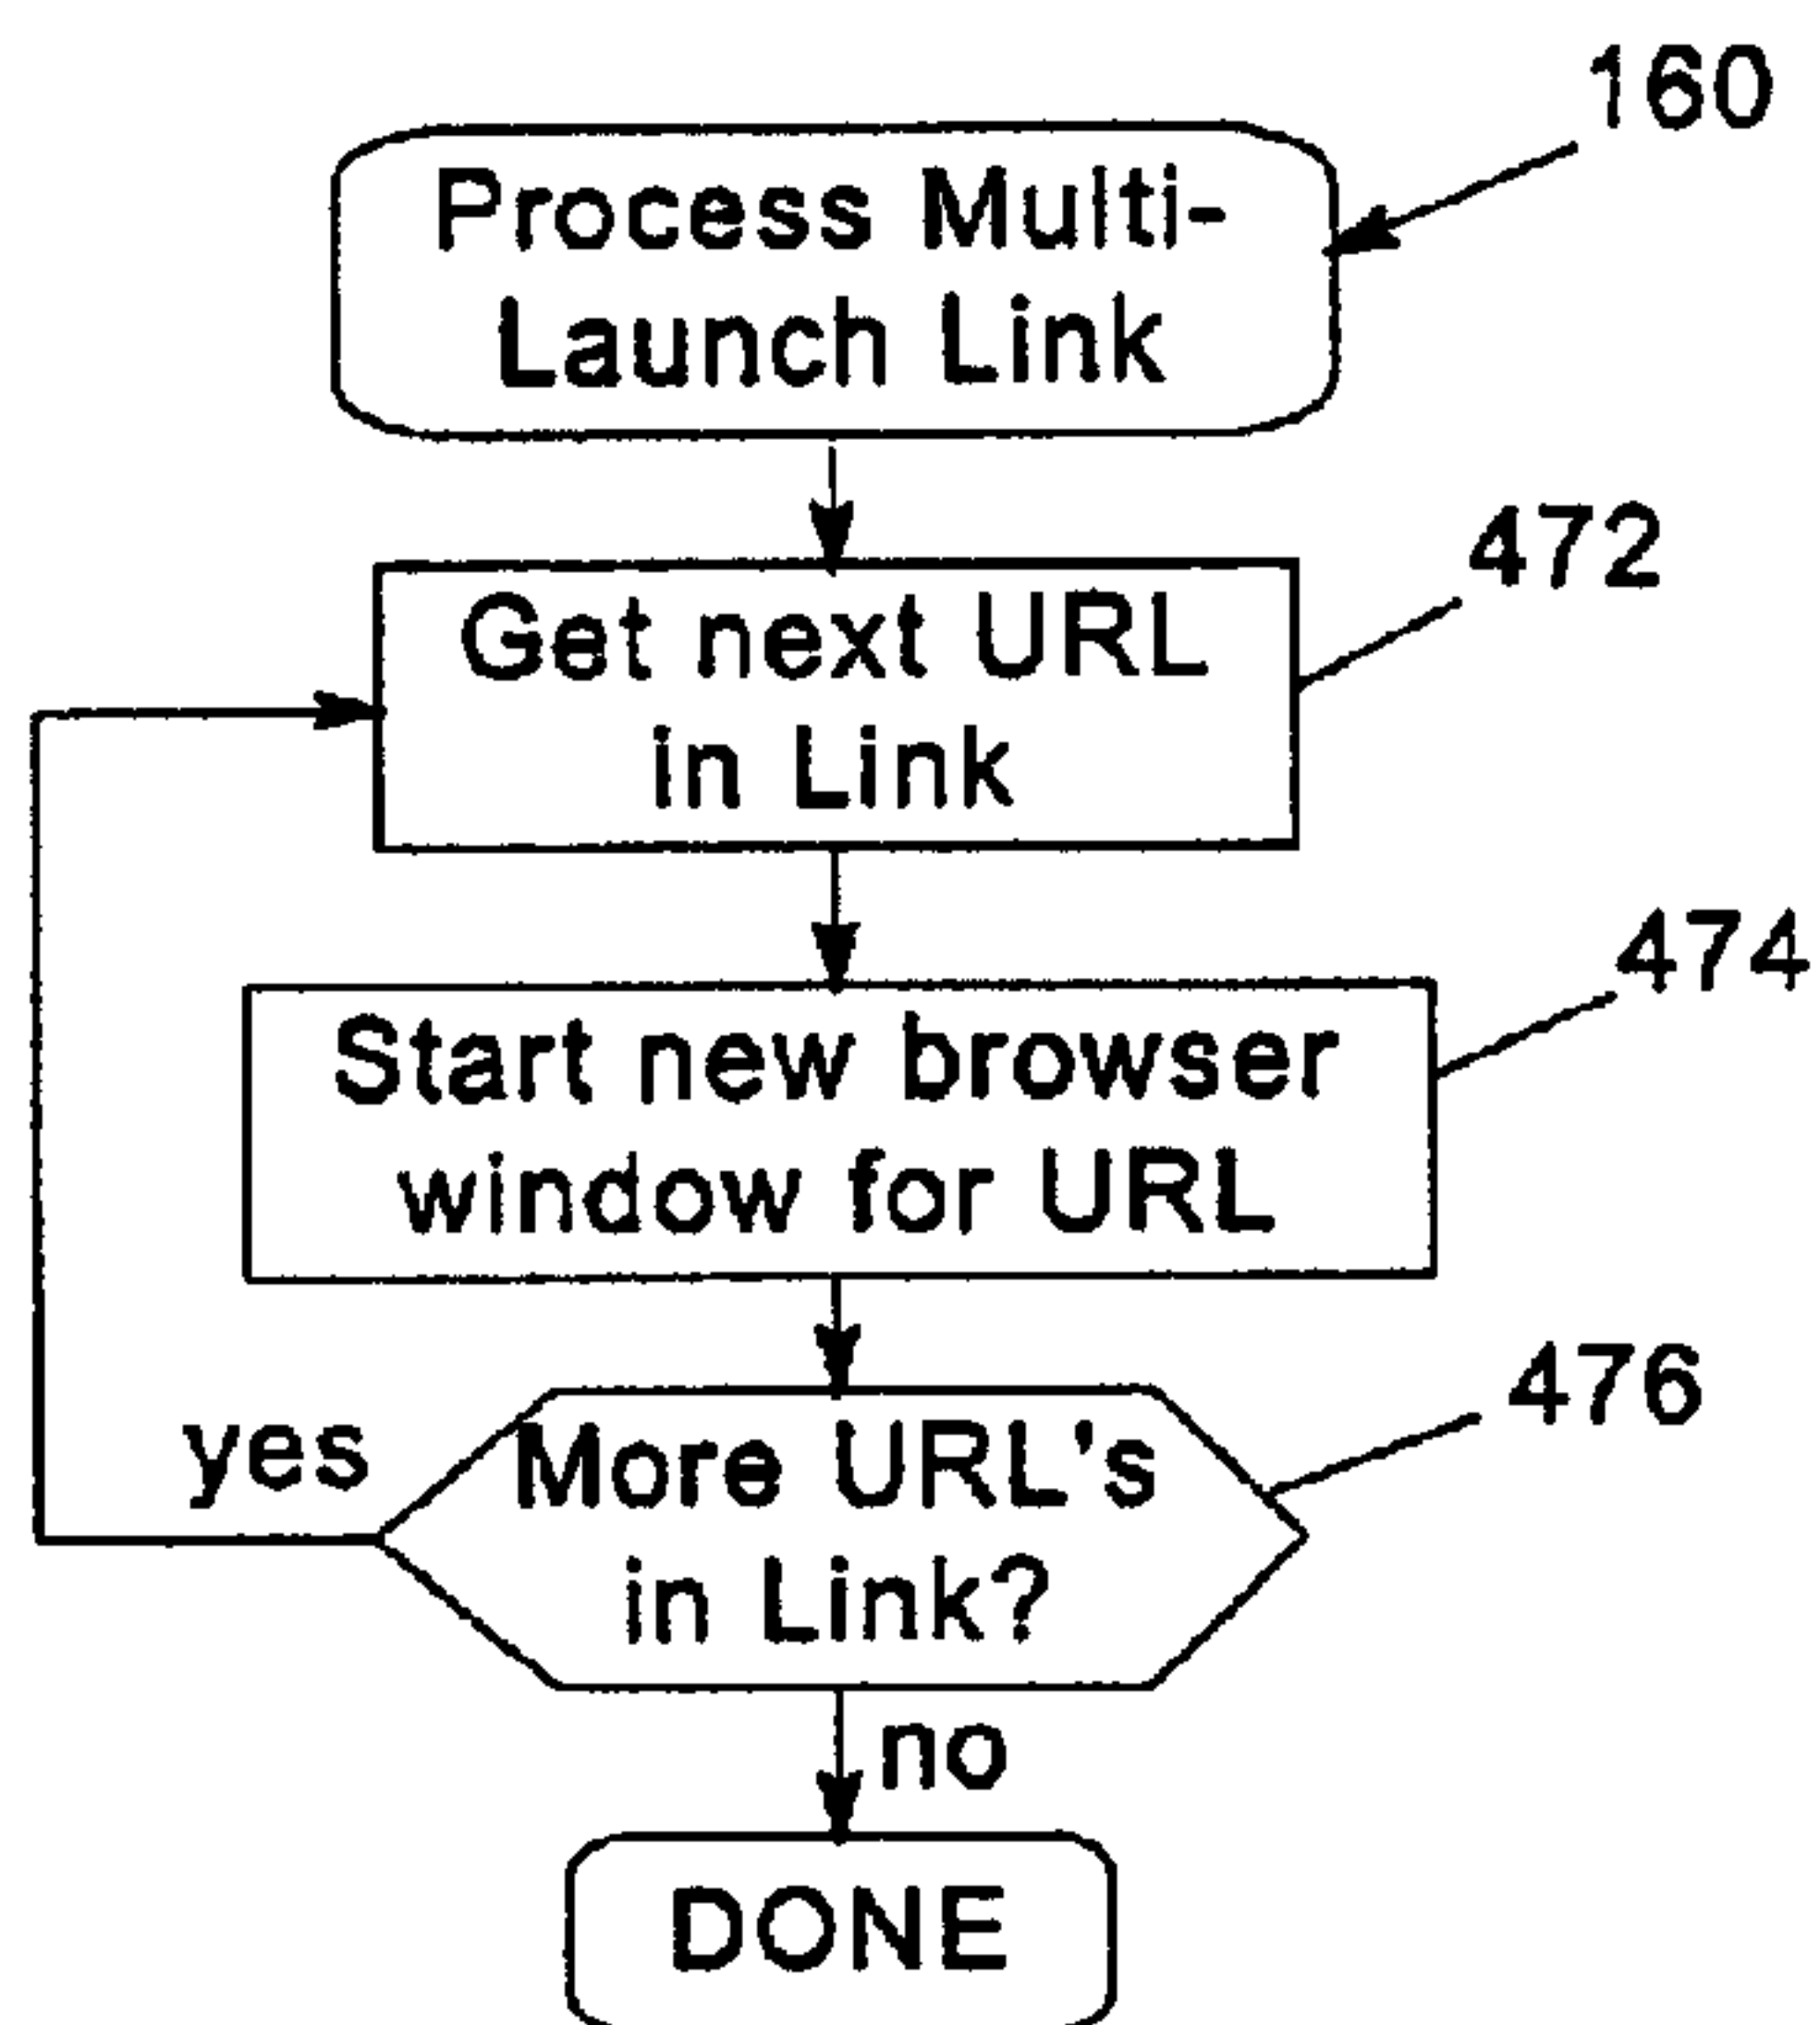 160
Process Multi-
Launch Link
472
Get next URL
in Link
474
Start new browser
window for URL
476
yes
More URL's
in Link?
no
DONE